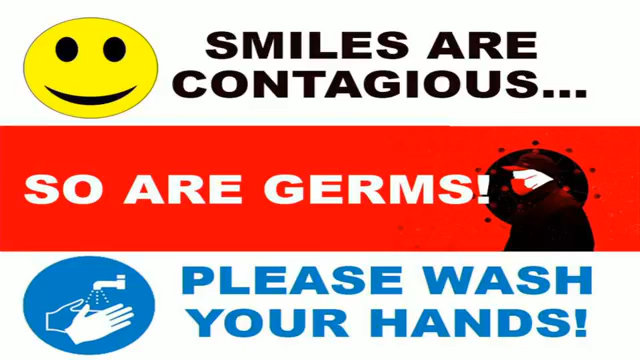 SMILES ARE
CONTAGIOUS...
SO ARE GERMS!
PLEASE WASH
YOUR HANDS!